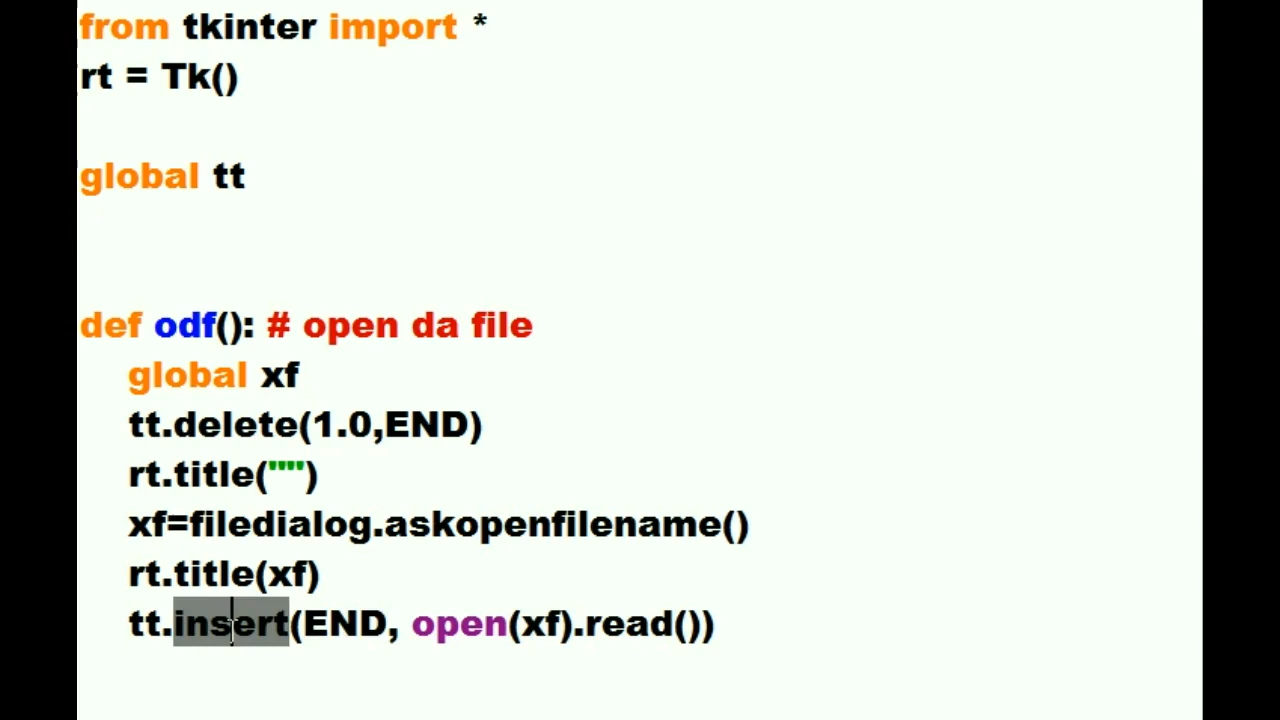 from tkinter import *
rt = Tk()
global tt
def odf(): # open da file
global xf
tt.delete(1.0,END)
rt.title("")
xf=filedialog.askopenfilename()
rt.title(xf)
tt.insert(END, open(xf).read())